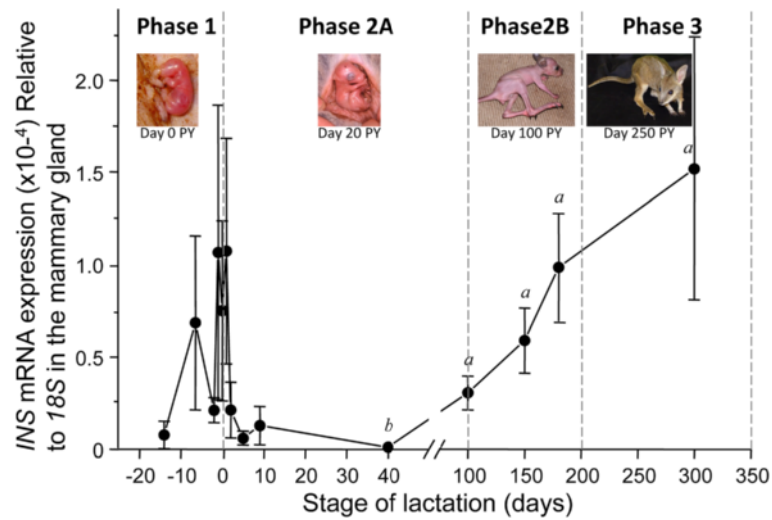 Phase 1 Phase 2A Phase2B Phase 3
Day 0 PY Day 20 PY Day 100 PY Day 250 PY
INS mRNA expression (x10-⁴) Relative
to 18S in the mammary gland
2.0
1.5
1.0
0.5
0
a
a
a
a
b
-20 -10 0 10 20 30 40 100 150 200 250 300 350
Stage of lactation (days)